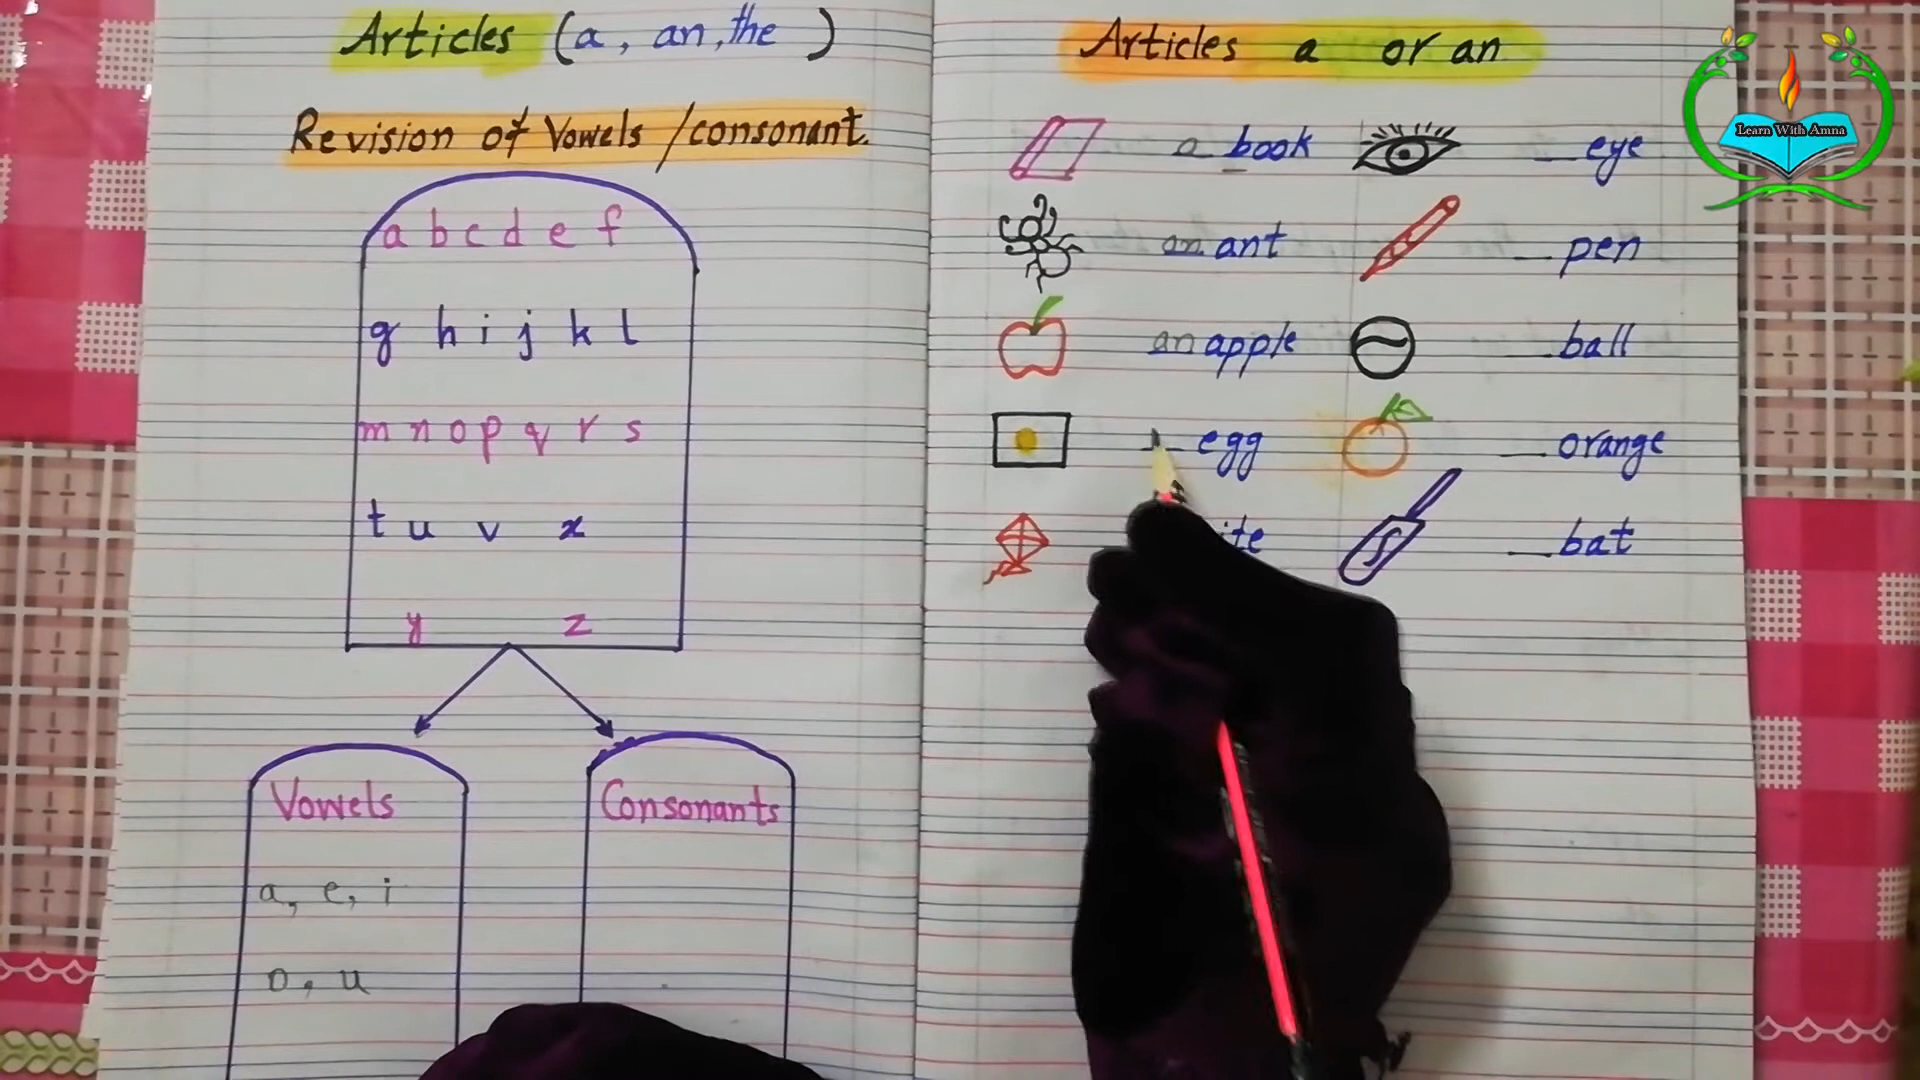 Articles (a, an, the )
Revision of Vowels /consonant.
a b c d e f
g h i j k l
m n o p q r s
t u v x
y z
Vowels
a, e, i
o, u
Consonants
Articles a or an
a book
an ant
an apple
egg
eye
pen
ball
orange
bat
Learn With Amna